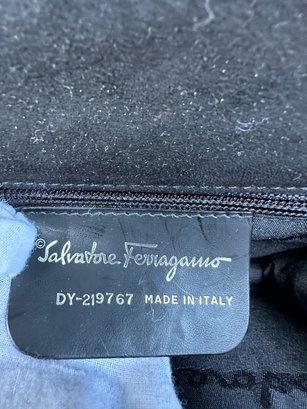 ©Salvatore Ferragamo
DY-219767 MADE IN ITALY